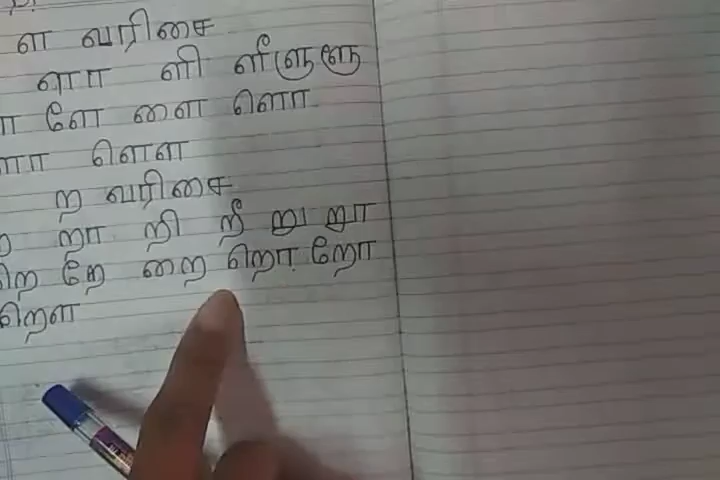 ள வரிசை
ளா ளி ளீ ளு ளூ
ளே ளை ளொ
ளௌ
ற வரிசை
றா றி றீ று றூ
றெ றே றை றொ றோ
றௌ